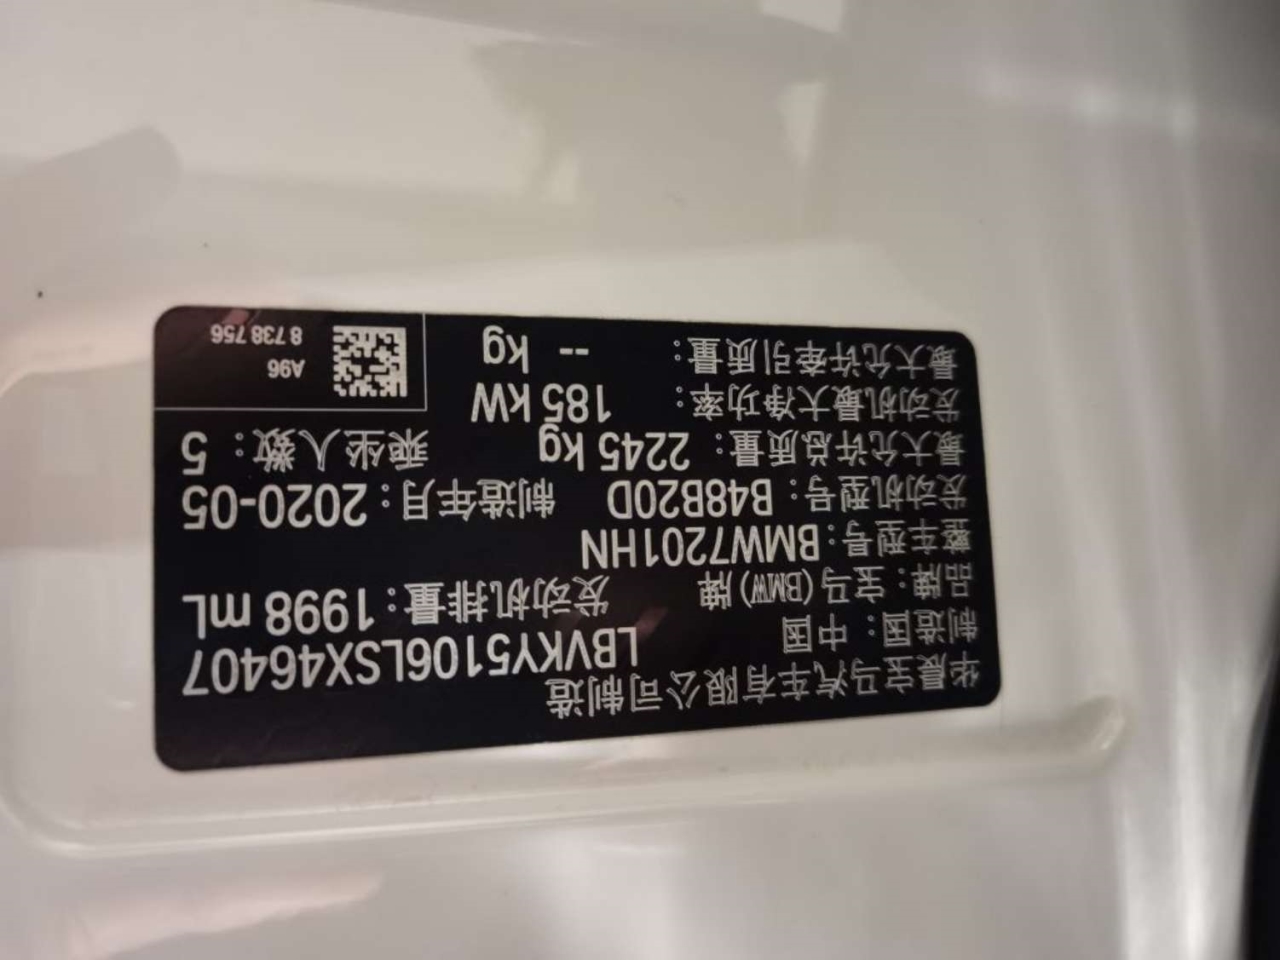 华晨宝马汽车有限公司制造
制造国：中国 LBVKY5106LSX46407
品牌：宝马(BMW)牌 发动机排量：1998 mL
整车型号：BMW7201HN
发动机型号：B48B20D 制造年月：2020-05
最大允许总质量：2245 kg 乘坐人数：5
发动机最大净功率：185 kW
最大允许牵引质量：-- kg
A96
8 738 756